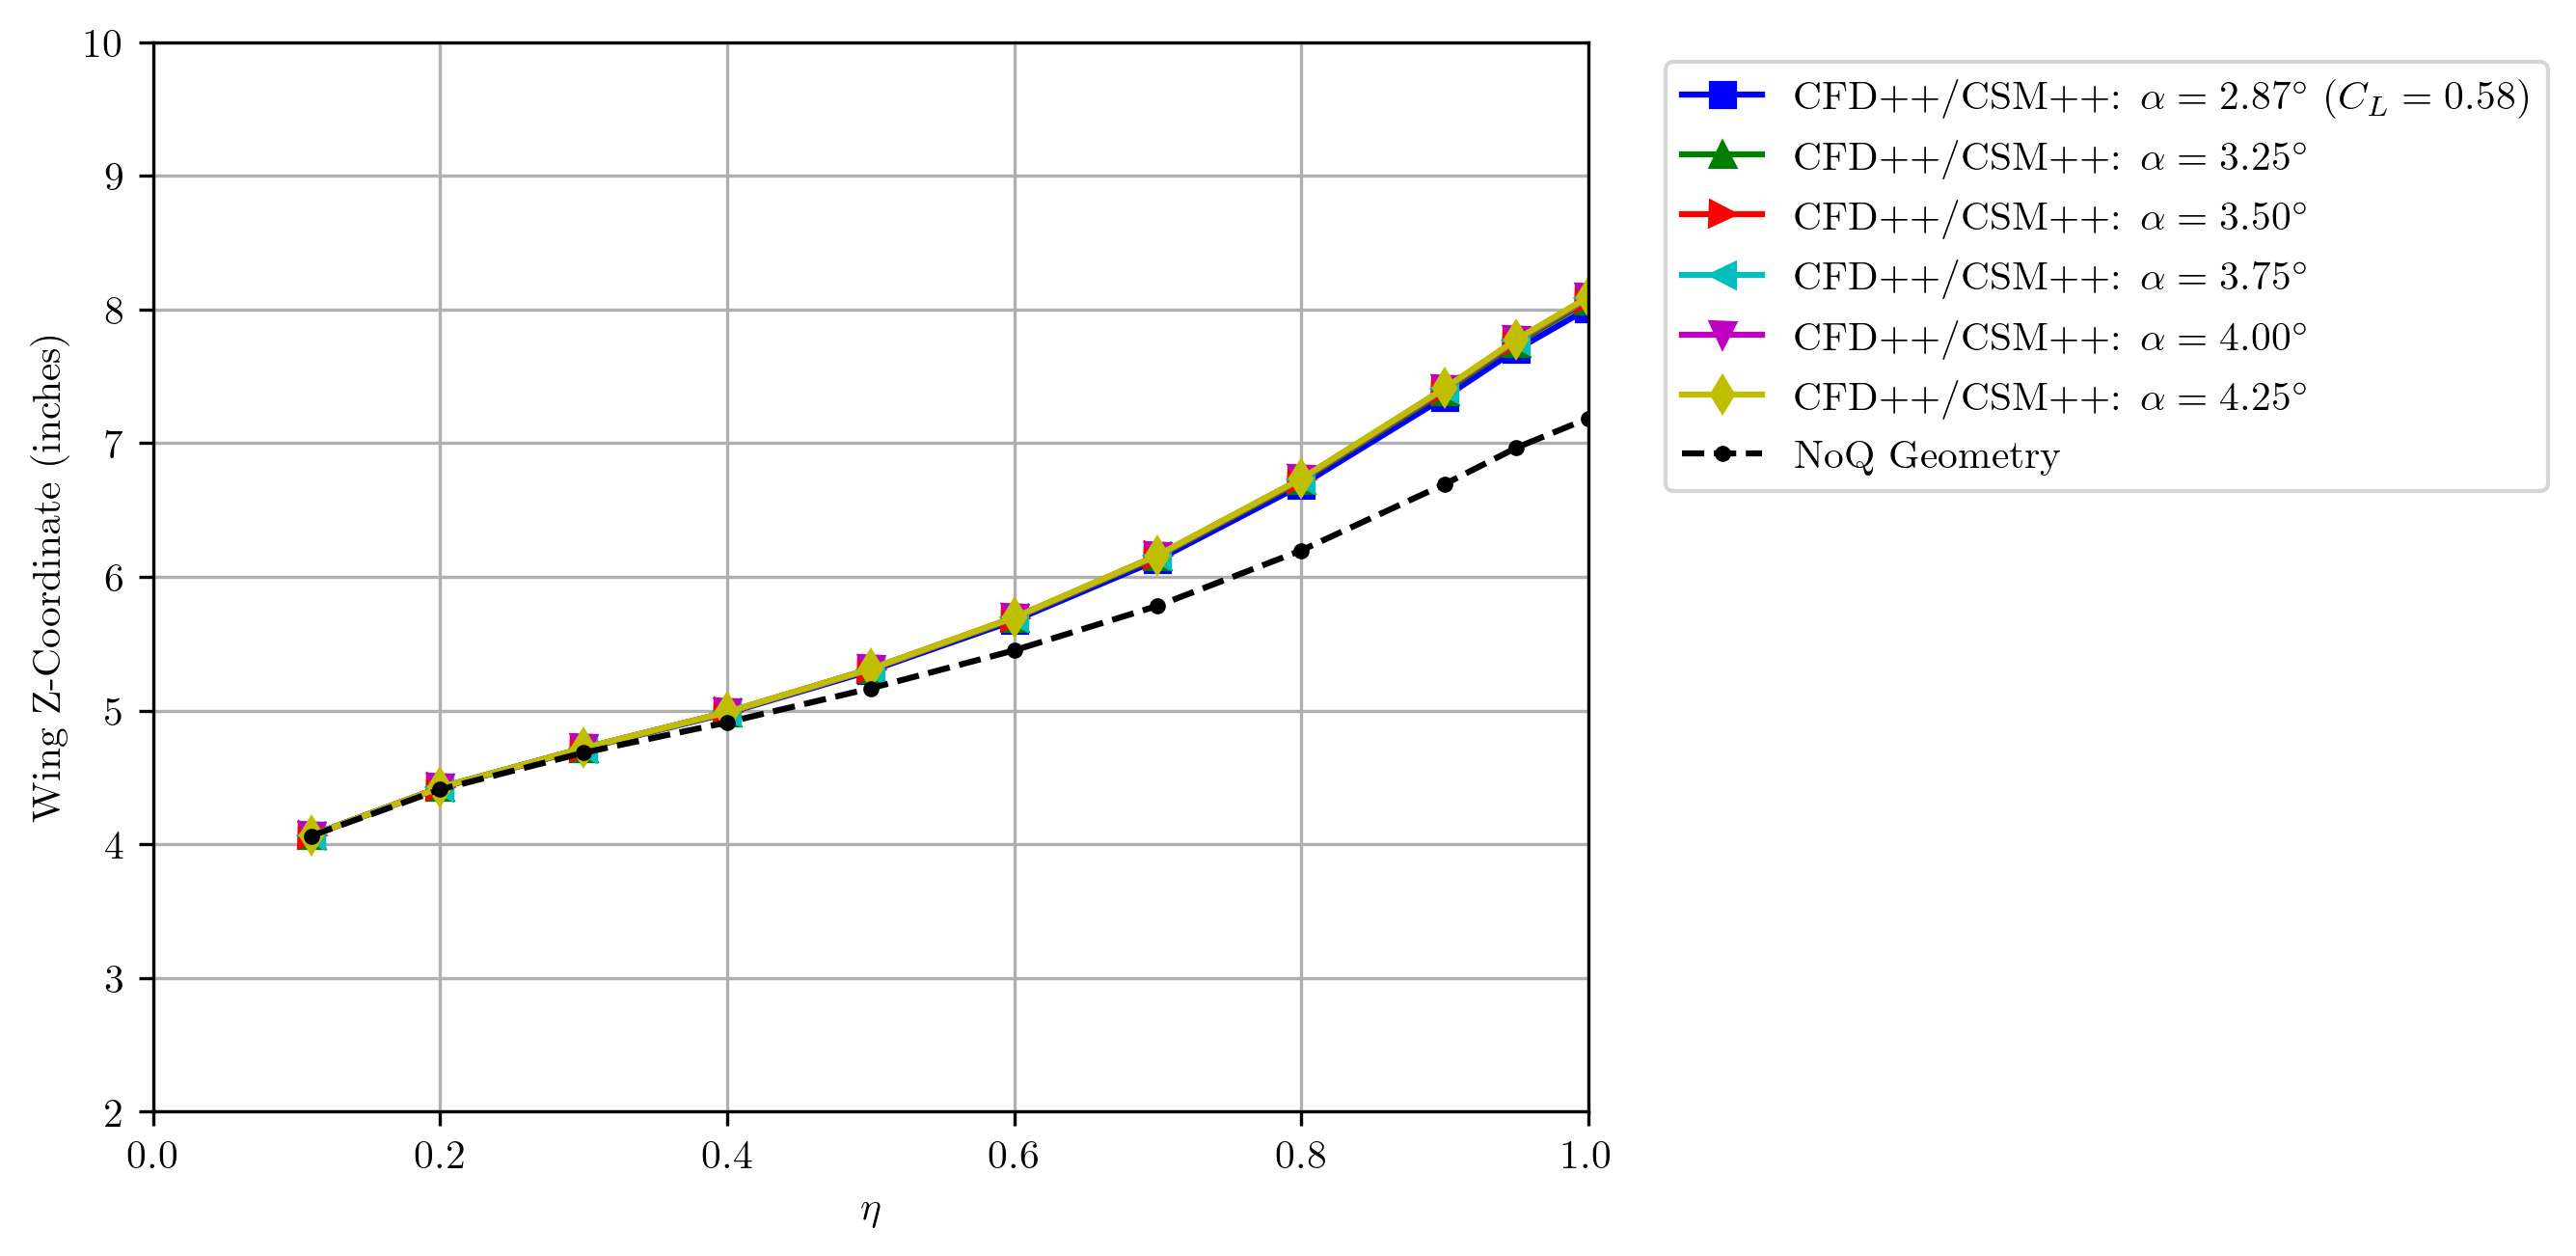 10
9
8
7
6
5
4
3
2
Wing Z-Coordinate (inches)
0.0 0.2 0.4 0.6 0.8 1.0
η
CFD++/CSM++: α = 2.87° (C_L = 0.58)
CFD++/CSM++: α = 3.25°
CFD++/CSM++: α = 3.50°
CFD++/CSM++: α = 3.75°
CFD++/CSM++: α = 4.00°
CFD++/CSM++: α = 4.25°
NoQ Geometry